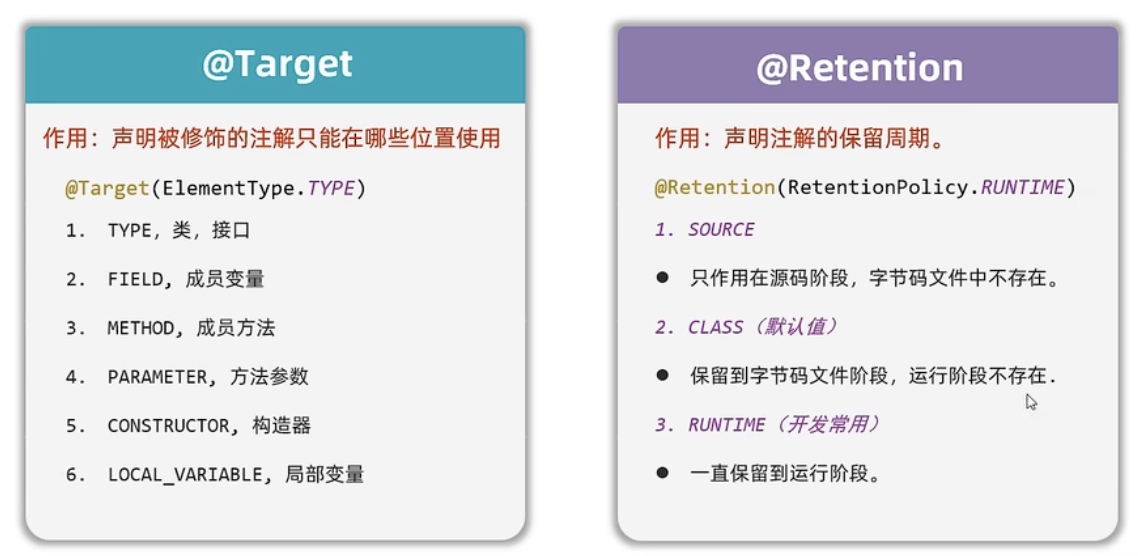 @Target
作用：声明被修饰的注解只能在哪些位置使用
@Target(ElementType.TYPE)
1. TYPE，类，接口
2. FIELD, 成员变量
3. METHOD, 成员方法
4. PARAMETER, 方法参数
5. CONSTRUCTOR, 构造器
6. LOCAL_VARIABLE, 局部变量
@Retention
作用：声明注解的保留周期。
@Retention(RetentionPolicy.RUNTIME)
1. SOURCE
● 只作用在源码阶段，字节码文件中不存在。
2. CLASS（默认值）
● 保留到字节码文件阶段，运行阶段不存在.
3. RUNTIME（开发常用）
● 一直保留到运行阶段。